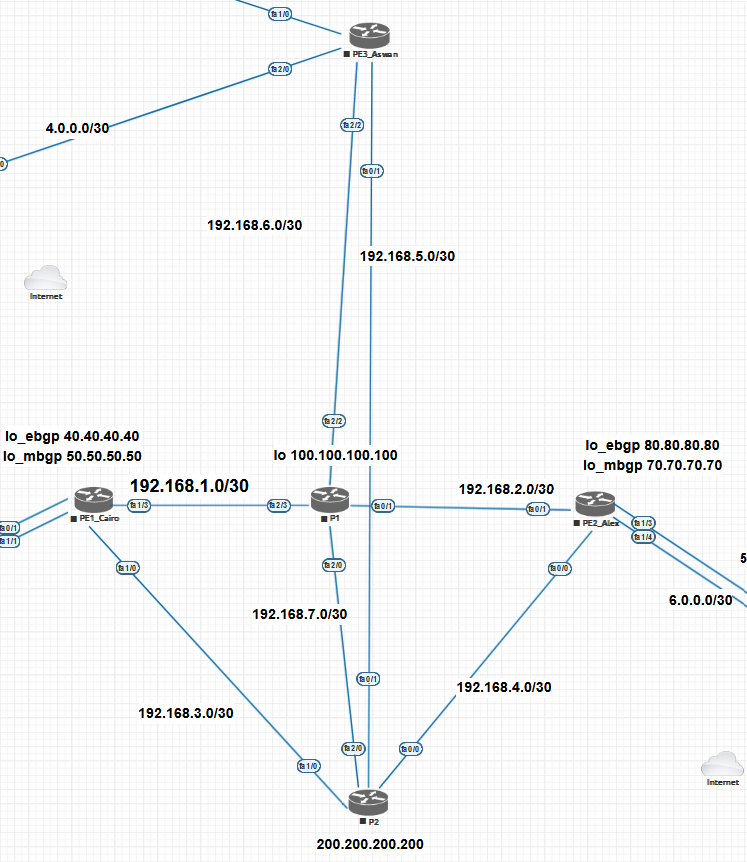 fa1/0
PE3_Aswan
fa2/0
4.0.0.0/30
fa2/2
fa0/1
192.168.6.0/30
192.168.5.0/30
Internet
fa2/2
lo_ebgp 40.40.40.40
lo_mbgp 50.50.50.50
lo 100.100.100.100
lo_ebgp 80.80.80.80
lo_mbgp 70.70.70.70
192.168.1.0/30
192.168.2.0/30
PE1_Cairo
fa1/3
fa2/3
P1
fa0/1
fa0/1
PE2_Alex
fa1/3
fa1/4
a0/1
fa1/1
fa1/0
fa2/0
fa0/0
5
6.0.0.0/30
192.168.7.0/30
fa0/1
192.168.4.0/30
192.168.3.0/30
fa2/0
fa0/0
fa1/0
Internet
P2
200.200.200.200